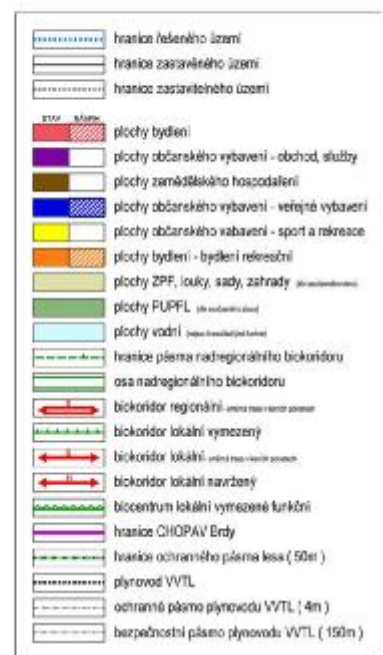 hranice řešeného území
hranice zastavěného území
hranice zastavitelného území
STAV NÁVRH
plochy bydlení
plochy občanského vybavení - obchod, služby
plochy zemědělského hospodaření
plochy občanského vybavení - veřejné vybavení
plochy občanského vabavení - sport a rekreace
plochy bydlení - bydlení rekreační
plochy ZPF, louky, sady, zahrady
plochy PUPFL
plochy vodní
hranice pásma nadregionálního biokoridoru
osa nadregionálního biokoridoru
biokoridor regionální
biokoridor lokální vymezený
biokoridor lokální
biokoridor lokální navržený
biocentrum lokální vymezené funkční
hranice CHOPAV Brdy
hranice ochranného pásma lesa ( 50m )
plynovod VVTL
ochranné pásmo plynovodu VVTL ( 4m )
bezpečnostní pásmo plynovodu VVTL ( 150m )